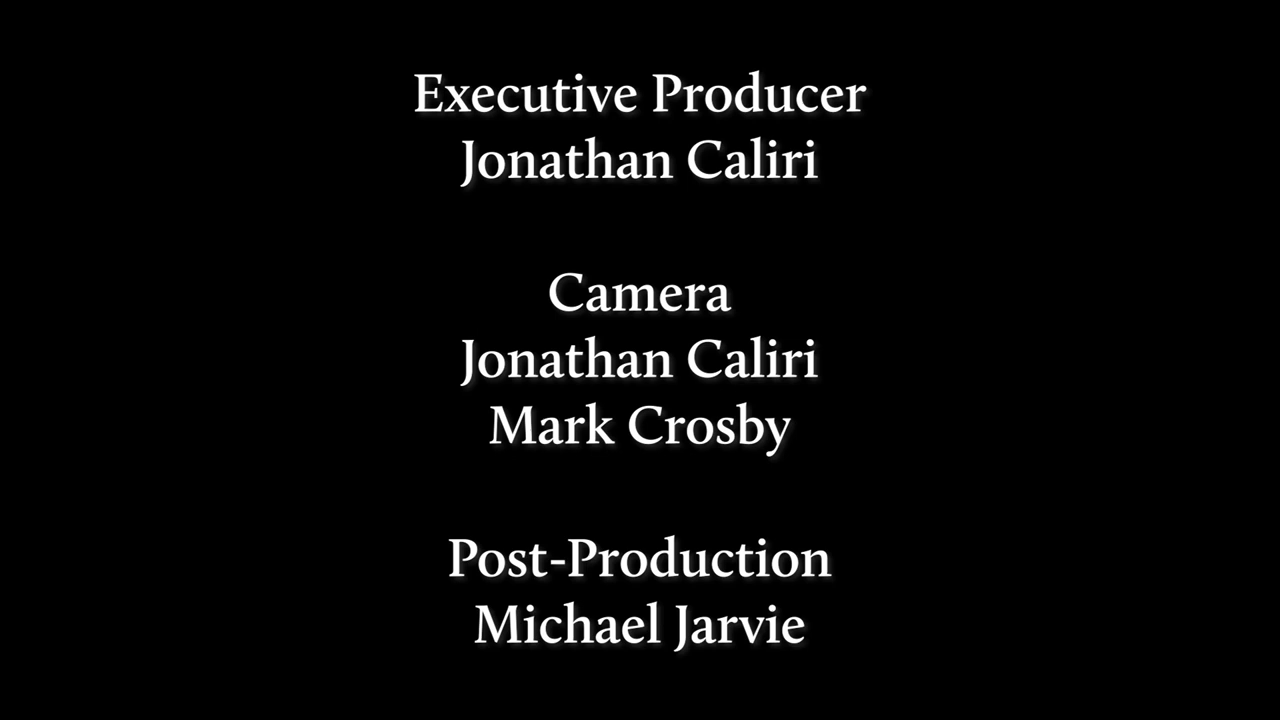 Executive Producer
Jonathan Caliri
Camera
Jonathan Caliri
Mark Crosby
Post-Production
Michael Jarvie